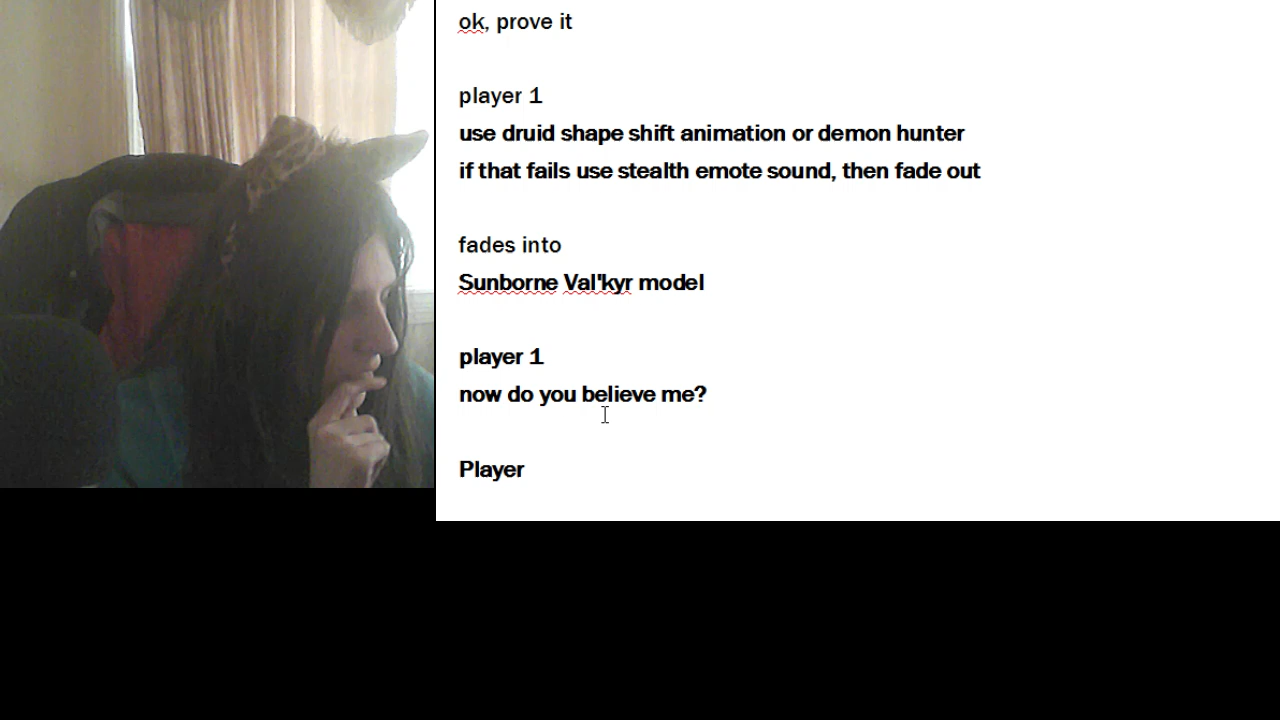 ok, prove it
player 1
use druid shape shift animation or demon hunter
if that fails use stealth emote sound, then fade out
fades into
Sunborne Val'kyr model
player 1
now do you believe me?
Player